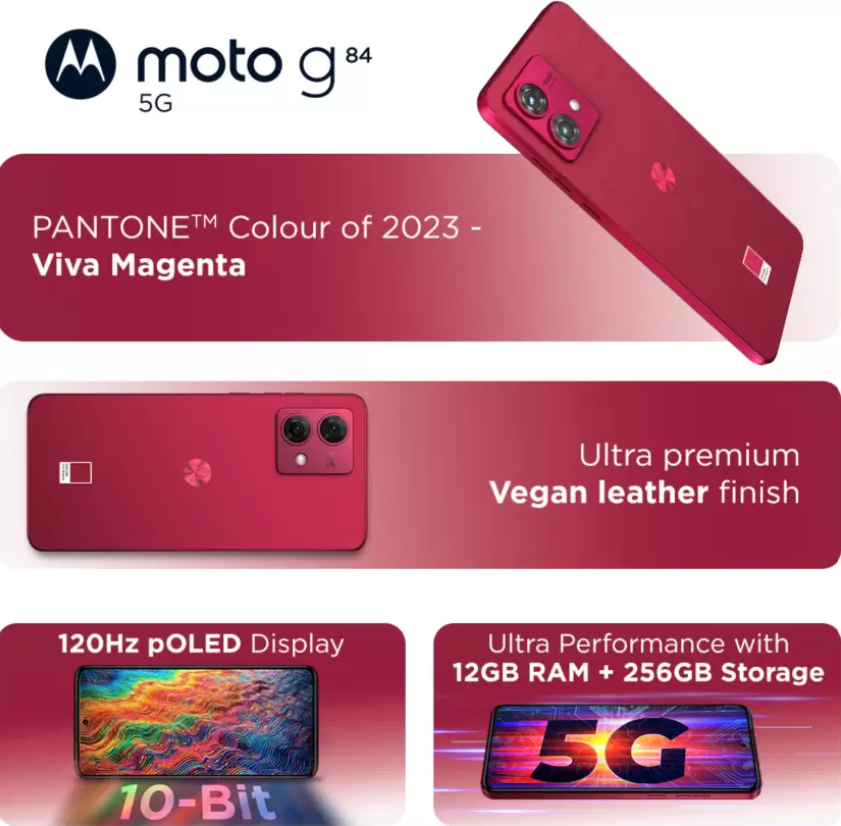 moto g 84
5G
PANTONE™ Colour of 2023 -
Viva Magenta
Ultra premium
Vegan leather finish
120Hz pOLED Display
10-Bit
Ultra Performance with
12GB RAM + 256GB Storage
5G